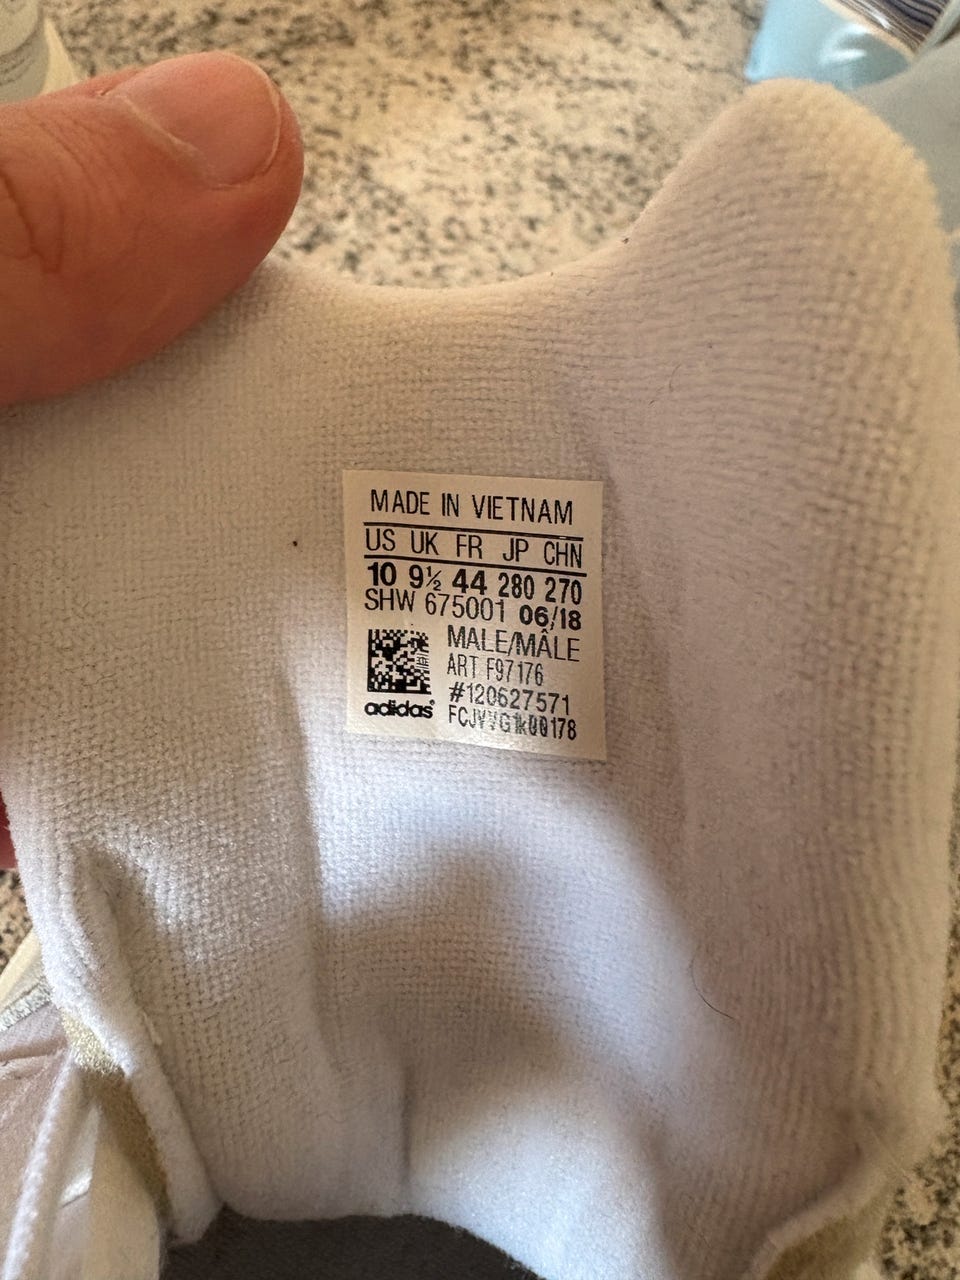 MADE IN VIETNAM
US UK FR JP CHN
10 9½ 44 280 270
SHW 675001 06/18
MALE/MÂLE
ART F97176
#120627571
adidas®